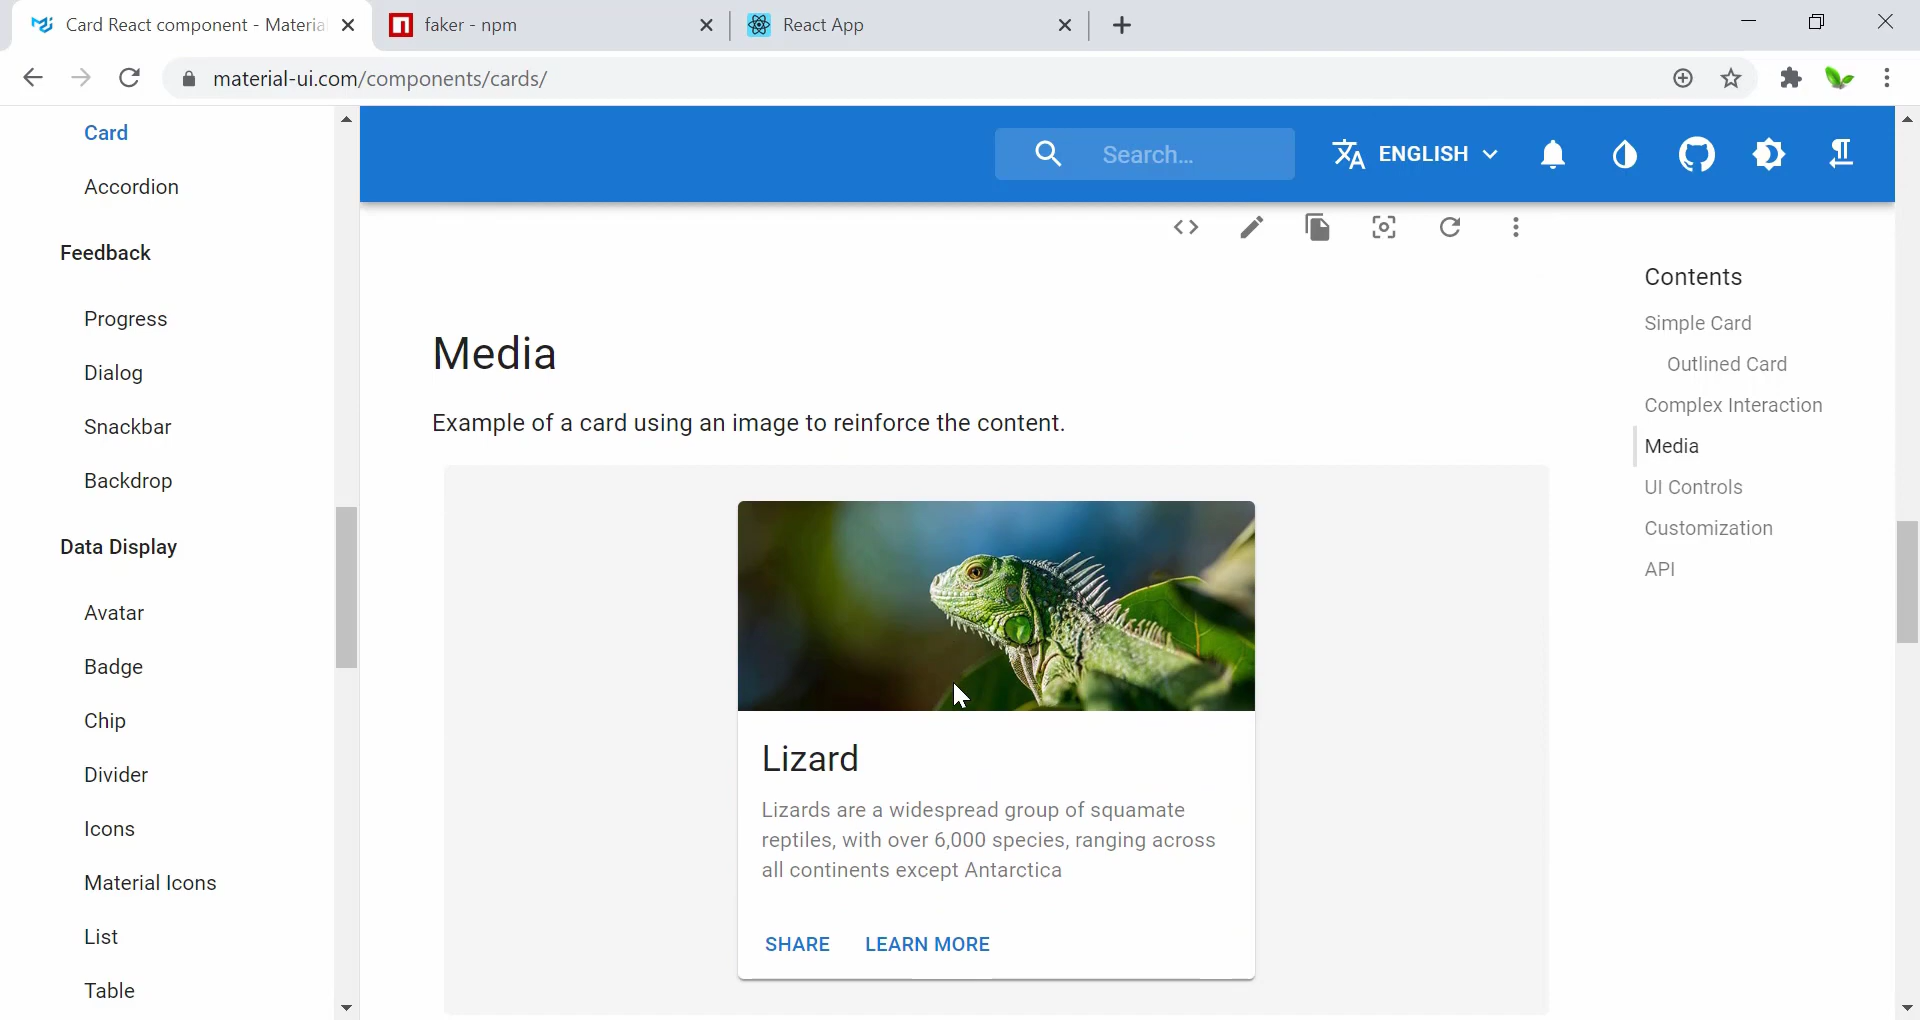 Card React component - Materia
faker - npm
React App
material-ui.com/components/cards/
Search…
ENGLISH
Card
Accordion
Feedback
Progress
Dialog
Snackbar
Backdrop
Data Display
Avatar
Badge
Chip
Divider
Icons
Material Icons
List
Table
Media
Example of a card using an image to reinforce the content.
Lizard
Lizards are a widespread group of squamate
reptiles, with over 6,000 species, ranging across
all continents except Antarctica
SHARE LEARN MORE
Contents
Simple Card
Outlined Card
Complex Interaction
Media
UI Controls
Customization
API